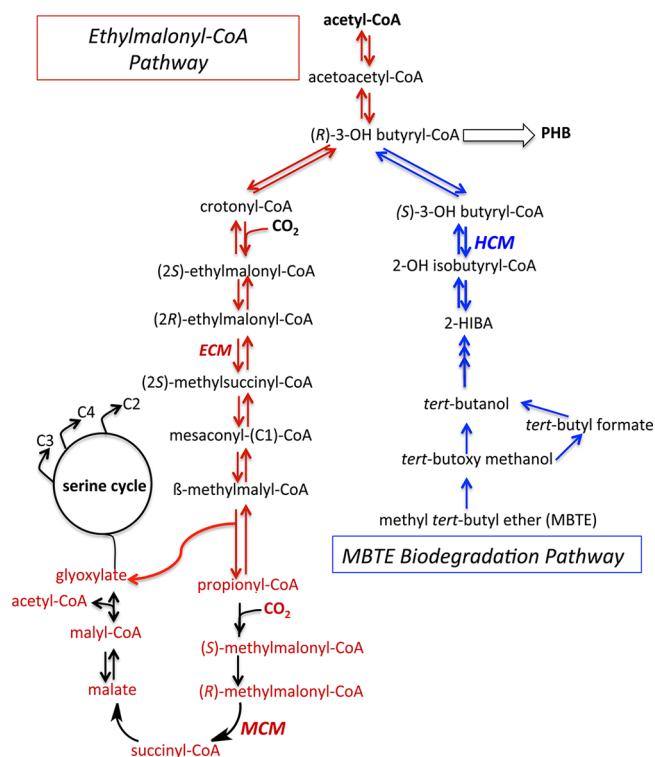 Ethylmalonyl-CoA
Pathway
acetyl-CoA
acetoacetyl-CoA
(R)-3-OH butyryl-CoA
PHB
crotonyl-CoA
CO2
(2S)-ethylmalonyl-CoA
(2R)-ethylmalonyl-CoA
ECM
(2S)-methylsuccinyl-CoA
mesaconyl-(C1)-CoA
ß-methylmalyl-CoA
(S)-3-OH butyryl-CoA
HCM
2-OH isobutyryl-CoA
2-HIBA
tert-butanol
tert-butyl formate
tert-butoxy methanol
methyl tert-butyl ether (MBTE)
MBTE Biodegradation Pathway
C3
C4
C2
serine cycle
glyoxylate
acetyl-CoA
malyl-CoA
malate
succinyl-CoA
propionyl-CoA
CO2
(S)-methylmalonyl-CoA
(R)-methylmalonyl-CoA
MCM